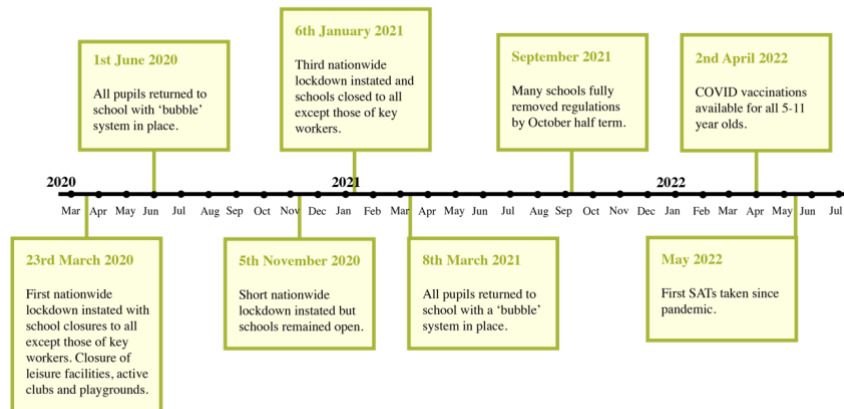 6th January 2021
Third nationwide
lockdown instated and
schools closed to all
except those of key
workers.
1st June 2020
All pupils returned to
school with ‘bubble’
system in place.
September 2021
Many schools fully
removed regulations
by October half term.
2nd April 2022
COVID vaccinations
available for all 5-11
year olds.
2020 2021 2022
Mar Apr May Jun Jul Aug Sep Oct Nov Dec Jan Feb Mar Apr May Jun Jul Aug Sep Oct Nov Dec Jan Feb Mar Apr May Jun Jul
23rd March 2020
First nationwide
lockdown instated with
school closures to all
except those of key
workers. Closure of
leisure facilities, active
clubs and playgrounds.
5th November 2020
Short nationwide
lockdown instated but
schools remained open.
8th March 2021
All pupils returned to
school with a ‘bubble’
system in place.
May 2022
First SATs taken since
pandemic.